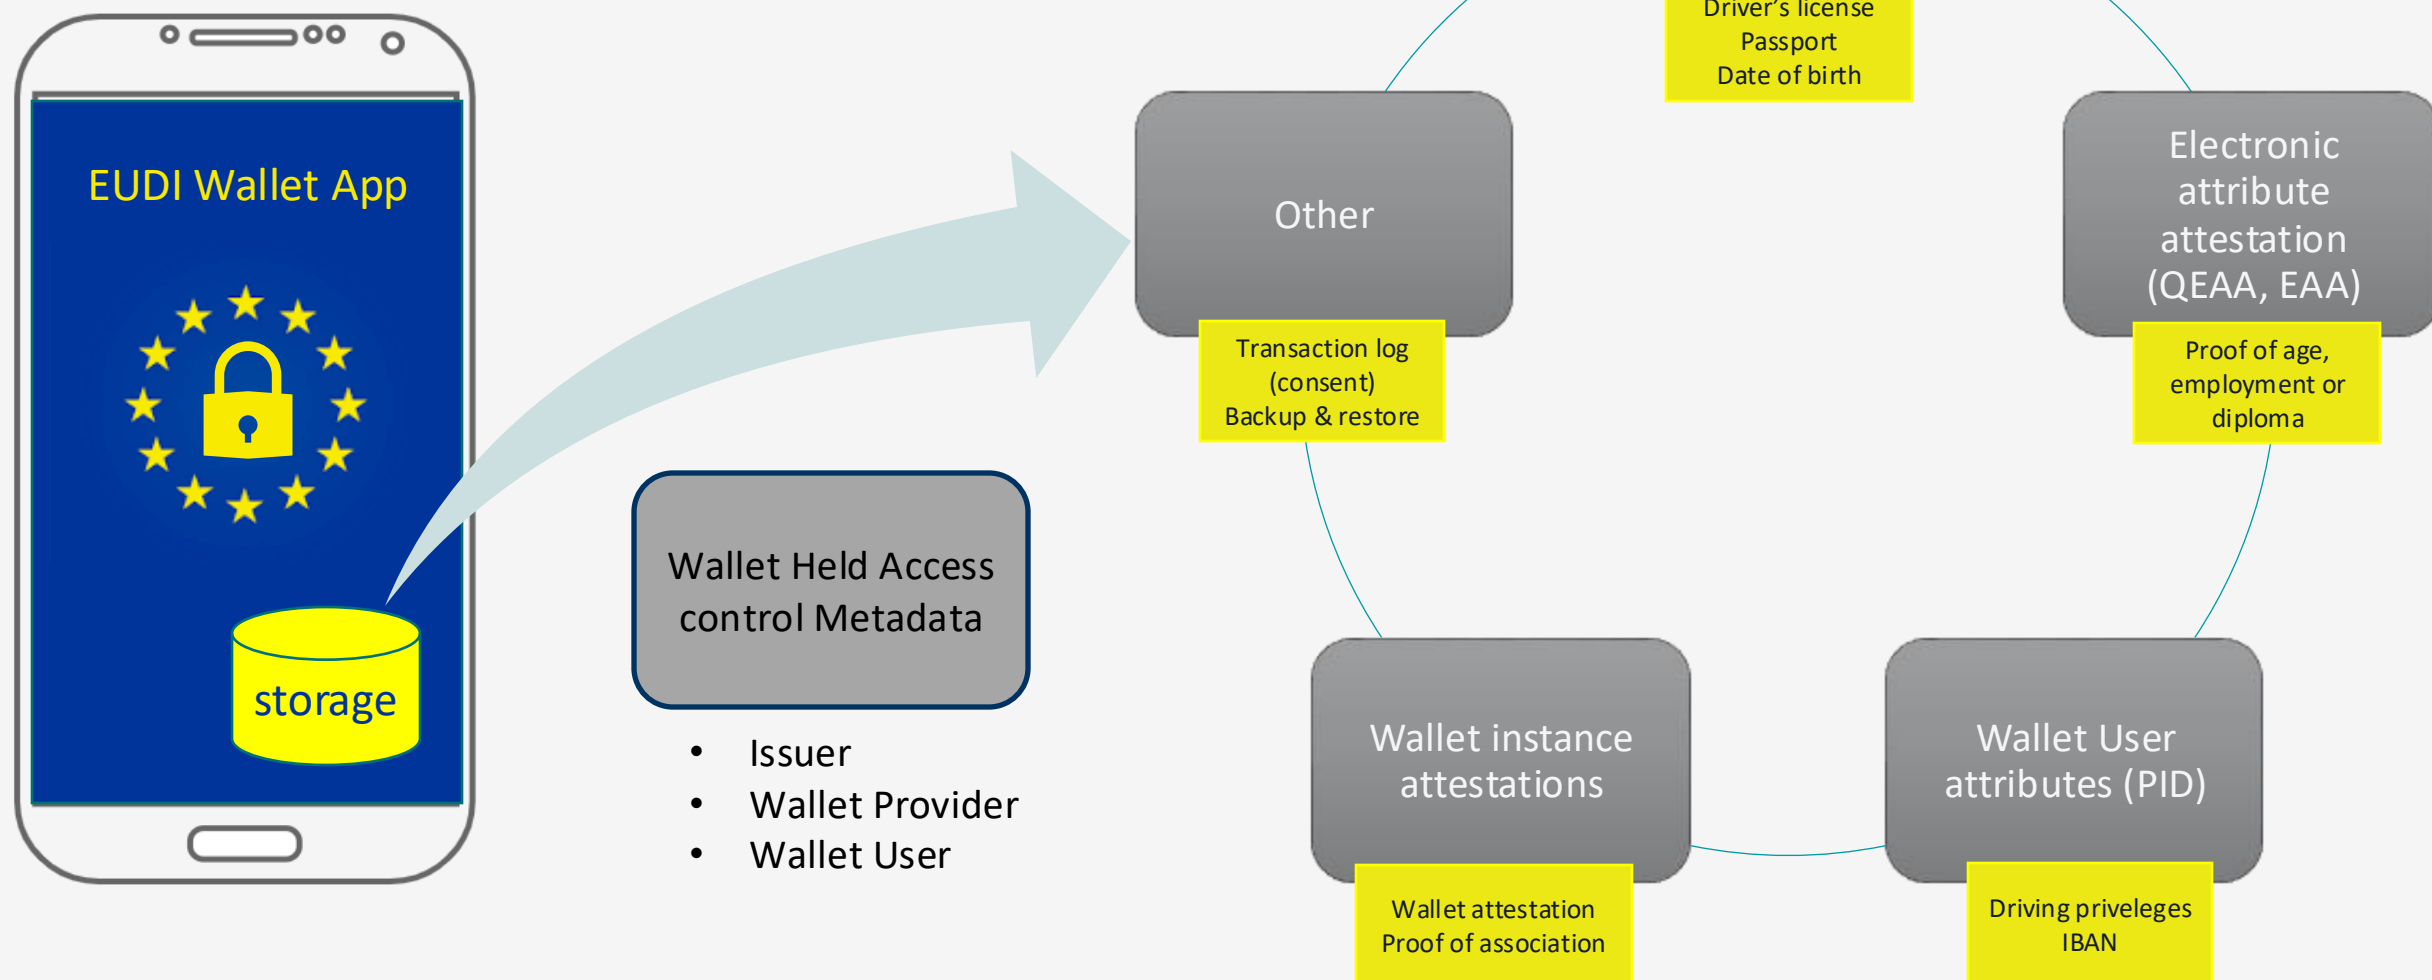 EUDI Wallet App
storage
Wallet Held Access
control Metadata
• Issuer
• Wallet Provider
• Wallet User
Driver's license
Passport
Date of birth
Other
Transaction log
(consent)
Backup & restore
Electronic
attribute
attestation
(QEAA, EAA)
Proof of age,
employment or
diploma
Wallet instance
attestations
Wallet attestation
Proof of association
Wallet User
attributes (PID)
Driving priveleges
IBAN